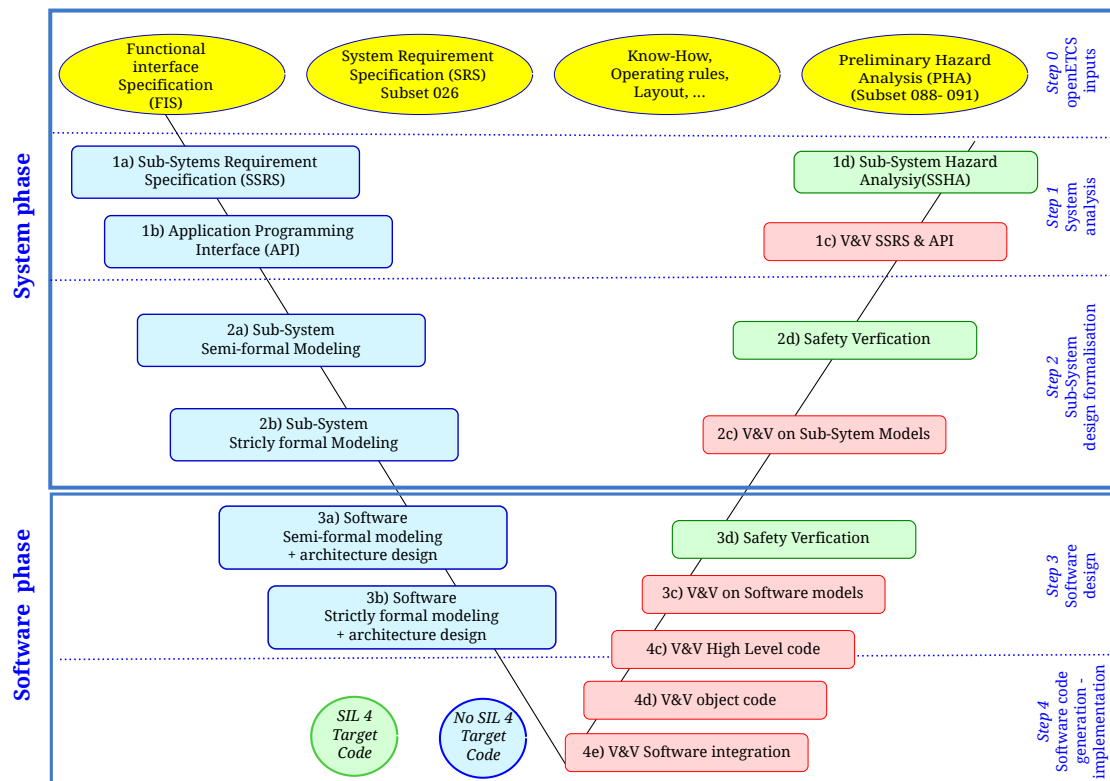 Functional
interface
Specification
(FIS)
System Requirement
Specification (SRS)
Subset 026
Know-How,
Operating rules,
Layout, ...
Preliminary Hazard
Analysis (PHA)
(Subset 088- 091)
Step 0
openETCS
inputs
System phase
1a) Sub-Sytems Requirement
Specification (SSRS)
1b) Application Programming
Interface (API)
1d) Sub-System Hazard
Analysiy(SSHA)
1c) V&V SSRS & API
Step 1
System
analysis
2a) Sub-System
Semi-formal Modeling
2b) Sub-System
Stricly formal Modeling
2d) Safety Verfication
2c) V&V on Sub-Sytem Models
Step 2
Sub-System
design formalisation
Software  phase
3a) Software
Semi-formal modeling
+ architecture design
3b) Software
Strictly formal modeling
+ architecture design
3d) Safety Verfication
3c) V&V on Software models
Step 3
Software
design
4c) V&V High Level code
4d) V&V object code
4e) V&V Software integration
SIL 4
Target
Code
No SIL 4
Target
Code
Step 4
Software code
generation -
implementation